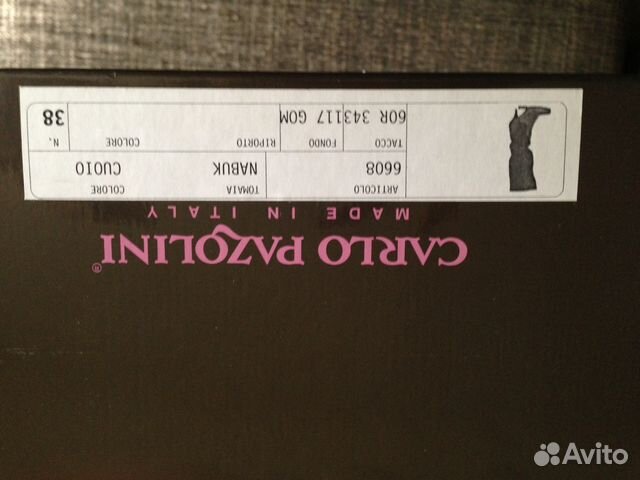 CARLO PAZOLINI®
MADE IN ITALY
ARTICOLO TOMAIA COLORE
6608 NABUK CUOIO
TACCO FONDO RIPORTO COLORE N.
60R 343117 GOM 38
Avito